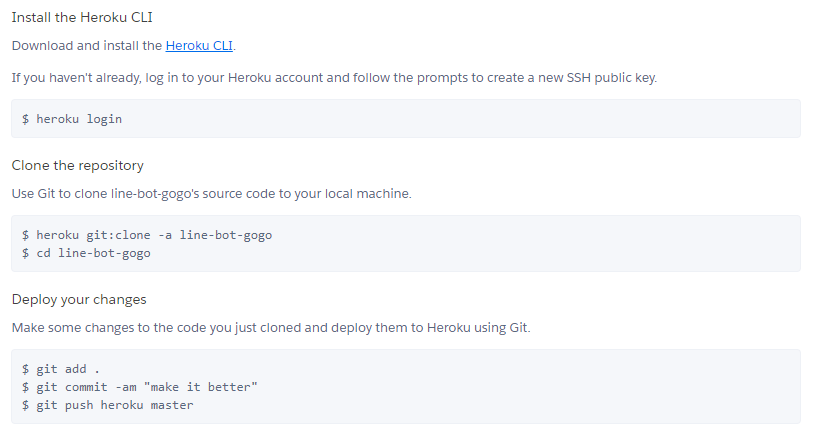 Install the Heroku CLI
Download and install the Heroku CLI.
If you haven't already, log in to your Heroku account and follow the prompts to create a new SSH public key.
$ heroku login
Clone the repository
Use Git to clone line-bot-gogo's source code to your local machine.
$ heroku git:clone -a line-bot-gogo
$ cd line-bot-gogo
Deploy your changes
Make some changes to the code you just cloned and deploy them to Heroku using Git.
$ git add .
$ git commit -am "make it better"
$ git push heroku master